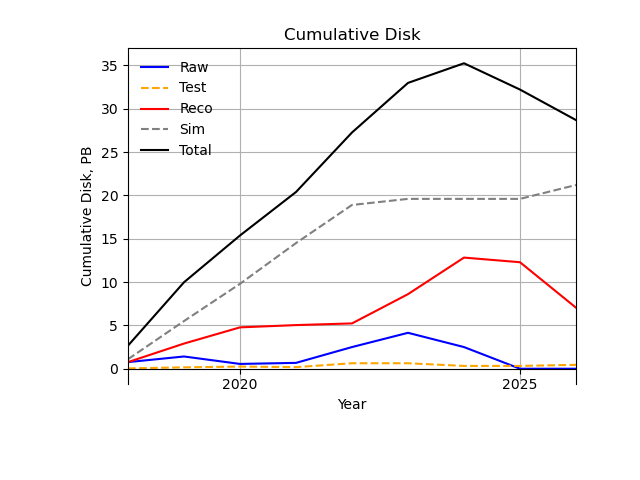 Cumulative Disk
Cumulative Disk, PB
35
30
25
20
15
10
5
0
Raw
Test
Reco
Sim
Total
2020
2025
Year